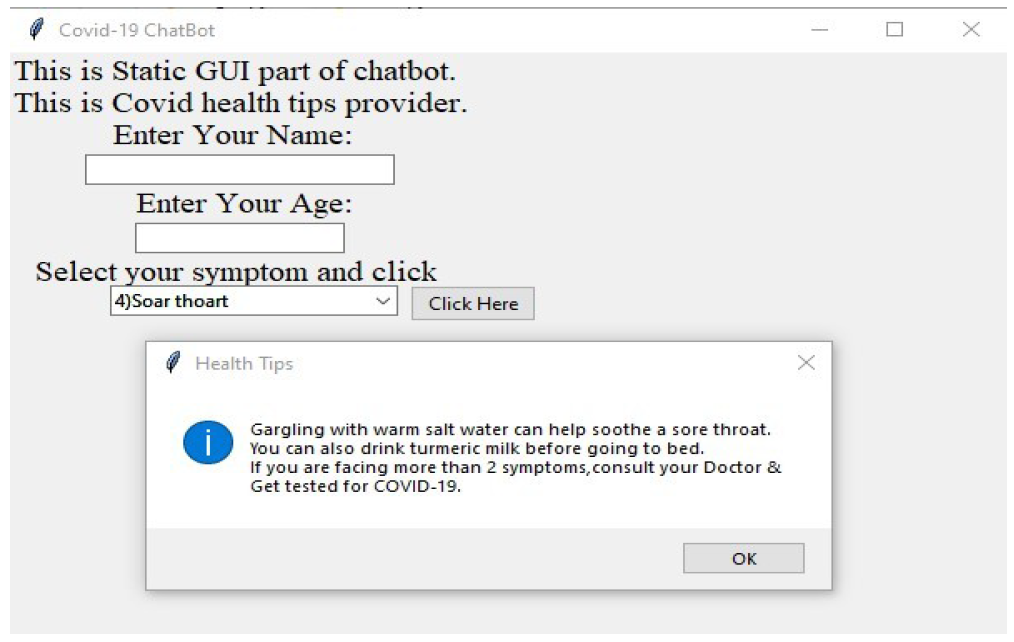 Covid-19 ChatBot
This is Static GUI part of chatbot.
This is Covid health tips provider.
Enter Your Name:
Enter Your Age:
Select your symptom and click
4)Soar thoart
Click Here
Health Tips
Gargling with warm salt water can help soothe a sore throat.
You can also drink turmeric milk before going to bed.
If you are facing more than 2 symptoms,consult your Doctor &
Get tested for COVID-19.
OK